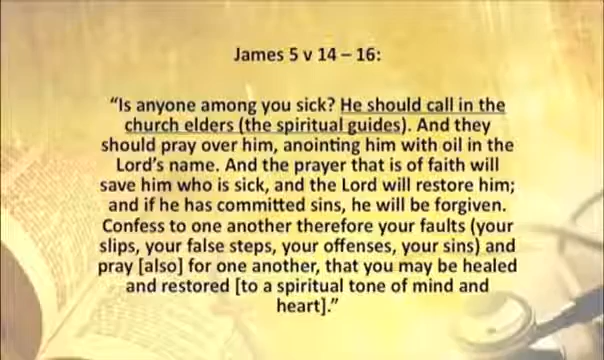 James 5 v 14 – 16:
“Is anyone among you sick? He should call in the
church elders (the spiritual guides). And they
should pray over him, anointing him with oil in the
Lord’s name. And the prayer that is of faith will
save him who is sick, and the Lord will restore him;
and if he has committed sins, he will be forgiven.
Confess to one another therefore your faults (your
slips, your false steps, your offenses, your sins) and
pray [also] for one another, that you may be healed
and restored [to a spiritual tone of mind and
heart].”